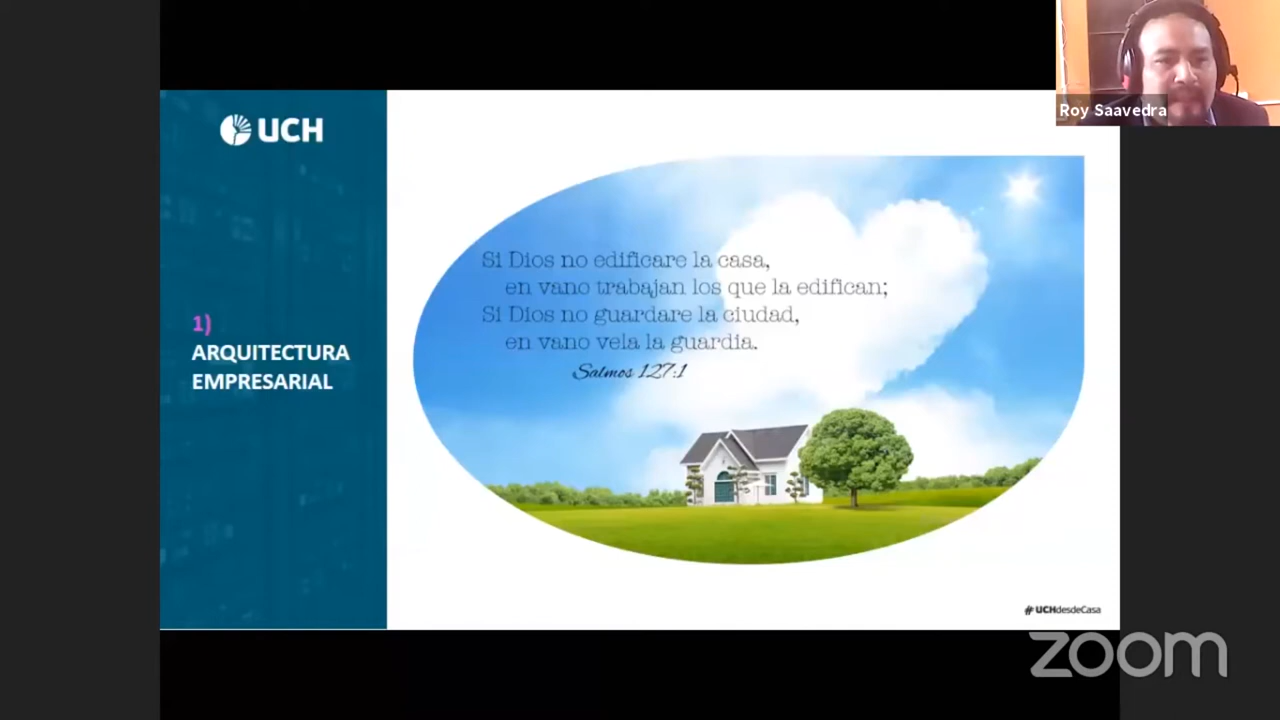 UCH
Roy Saavedra
1)
ARQUITECTURA
EMPRESARIAL
Si Dios no edificare la casa,
en vano trabajan los que la edifican;
Si Dios no guardare la ciudad,
en vano vela la guardia.
Salmos 127:1
#UCHdesdeCasa
zoom